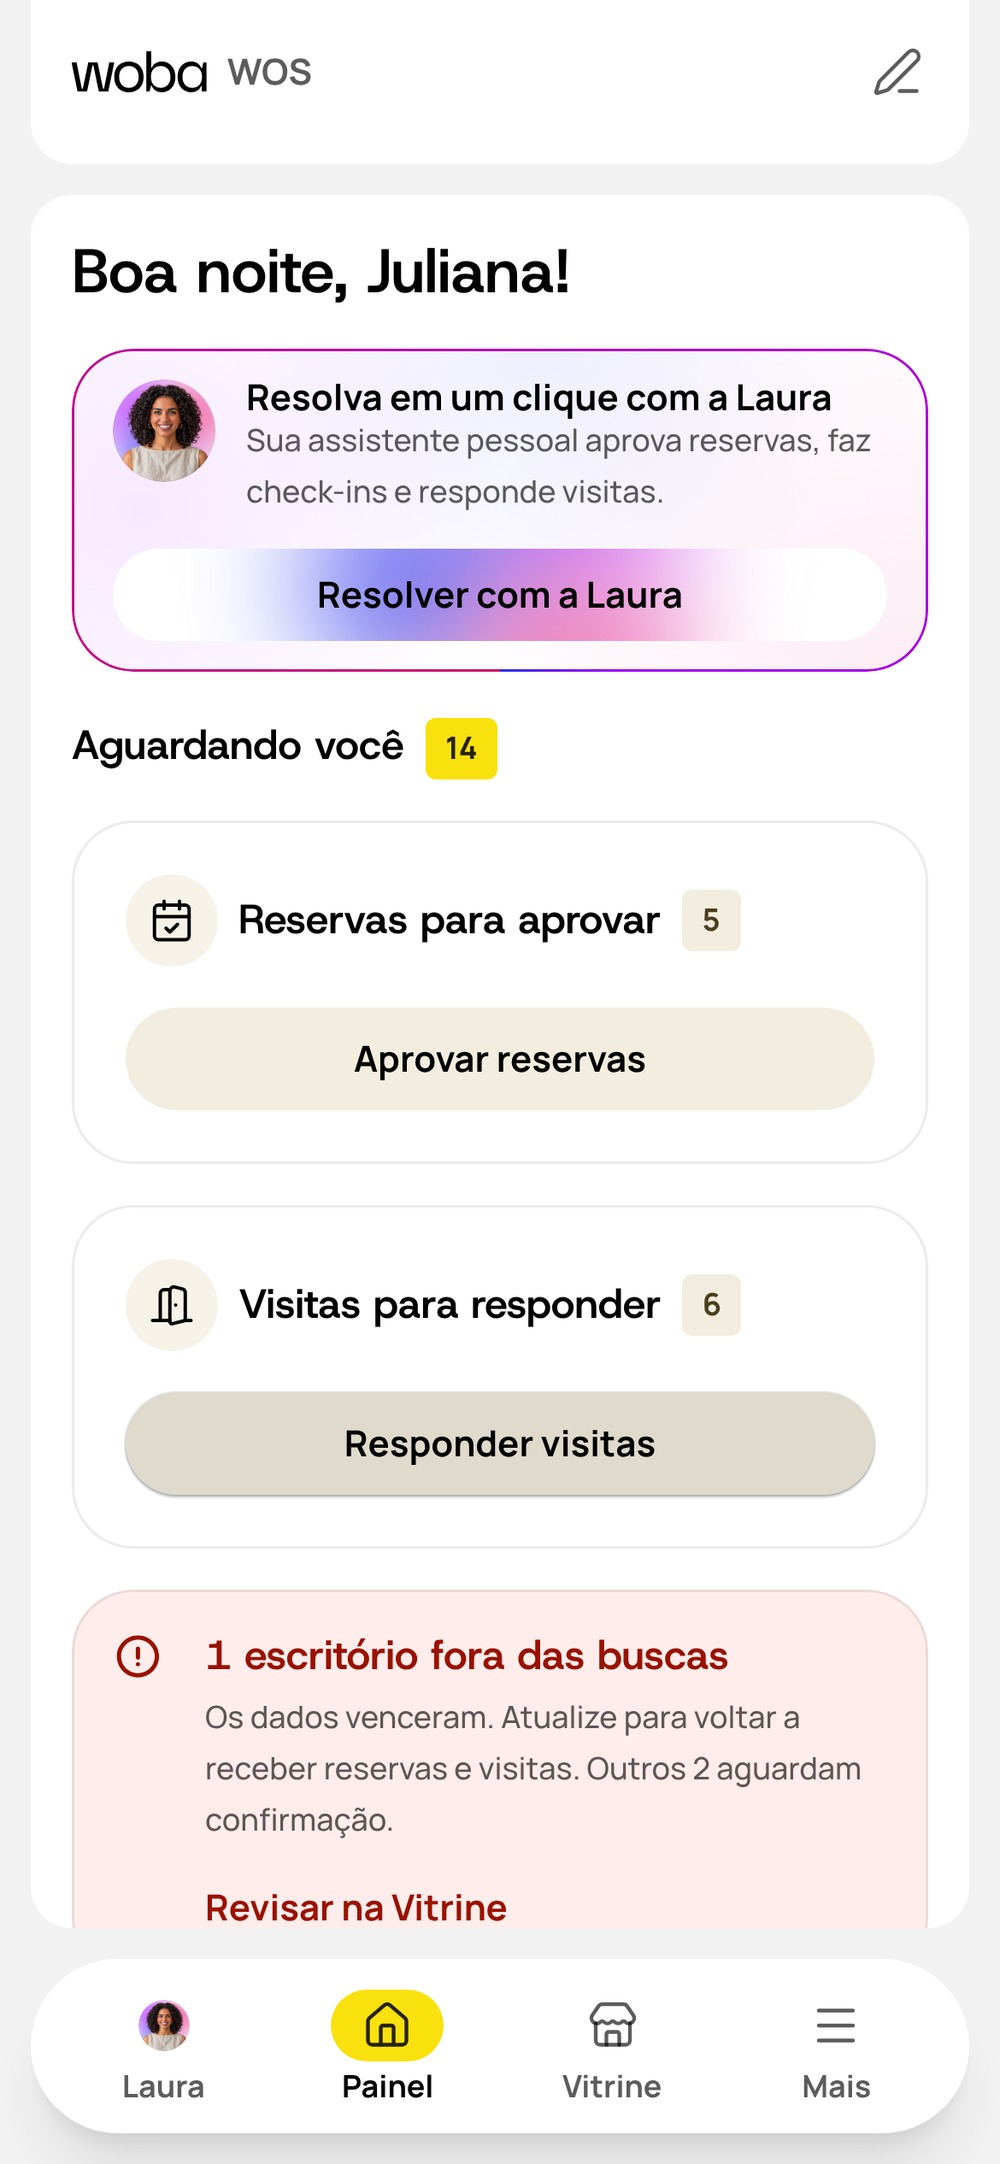 woba WOS
Boa noite, Juliana!
Resolva em um clique com a Laura
Sua assistente pessoal aprova reservas, faz
check-ins e responde visitas.
Resolver com a Laura
Aguardando você 14
Reservas para aprovar 5
Aprovar reservas
Visitas para responder 6
Responder visitas
1 escritório fora das buscas
Os dados venceram. Atualize para voltar a
receber reservas e visitas. Outros 2 aguardam
confirmação.
Revisar na Vitrine
Laura Painel Vitrine Mais